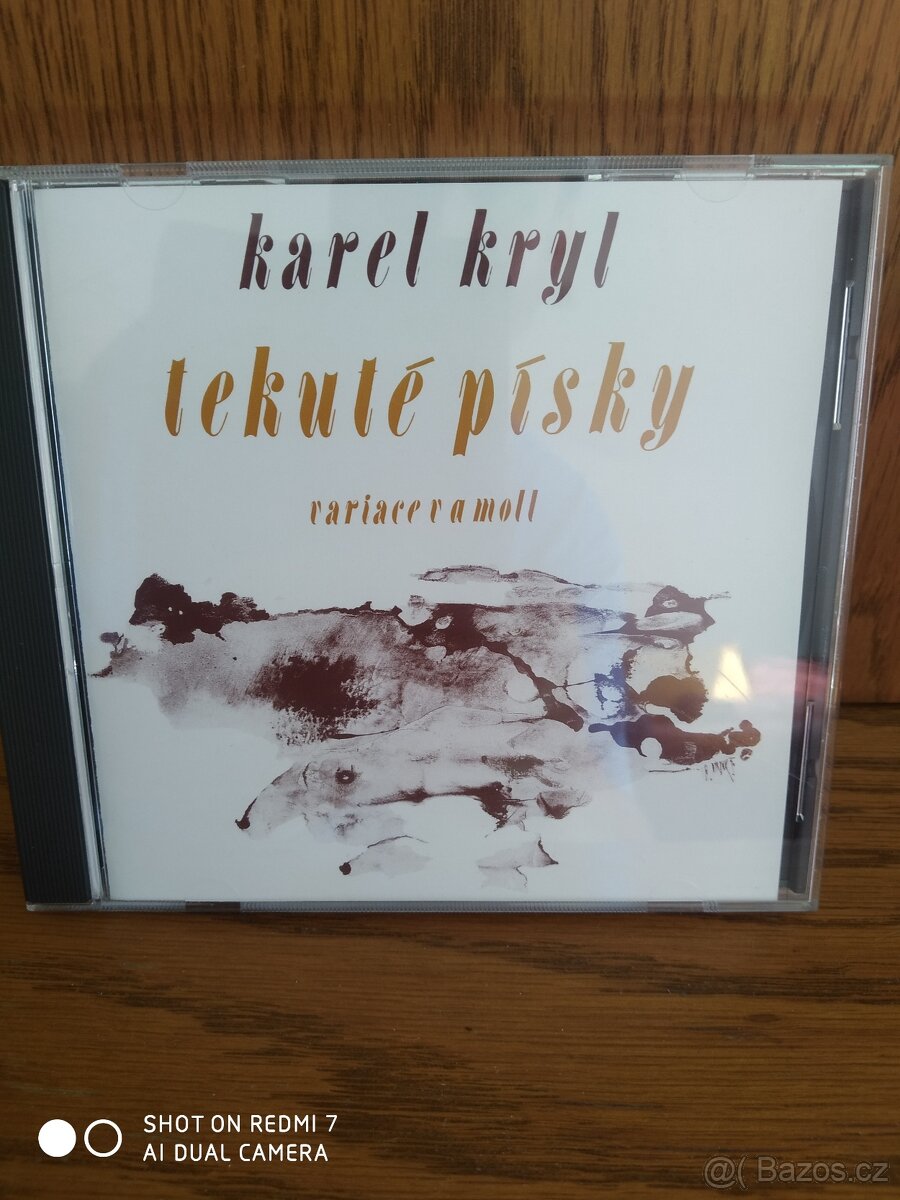 karel kryl
tekuté písky
variace v a moll
SHOT ON REDMI 7
AI DUAL CAMERA
@( Bazos.cz